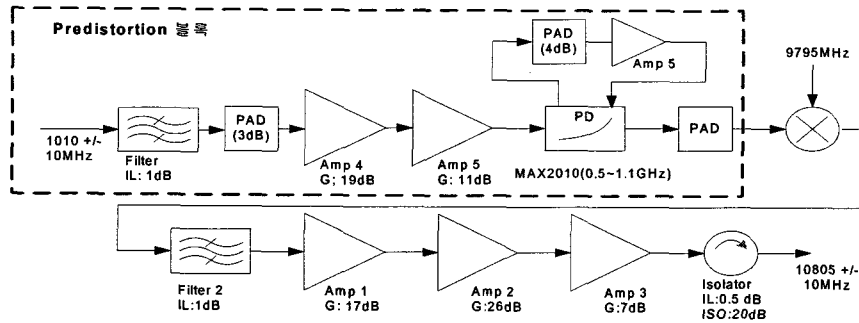 Predistortion
PAD
(4dB)
Amp 5
9795MHz
1010 +/-
10MHz
Filter
IL: 1dB
PAD
(3dB)
Amp 4
G; 19dB
Amp 5
G: 11dB
PD
MAX2010(0.5~1.1GHz)
PAD
Filter 2
IL:1dB
Amp 1
G: 17dB
Amp 2
G:26dB
Amp 3
G:7dB
Isolator
IL:0.5 dB
ISO:20dB
10805 +/-
10MHz